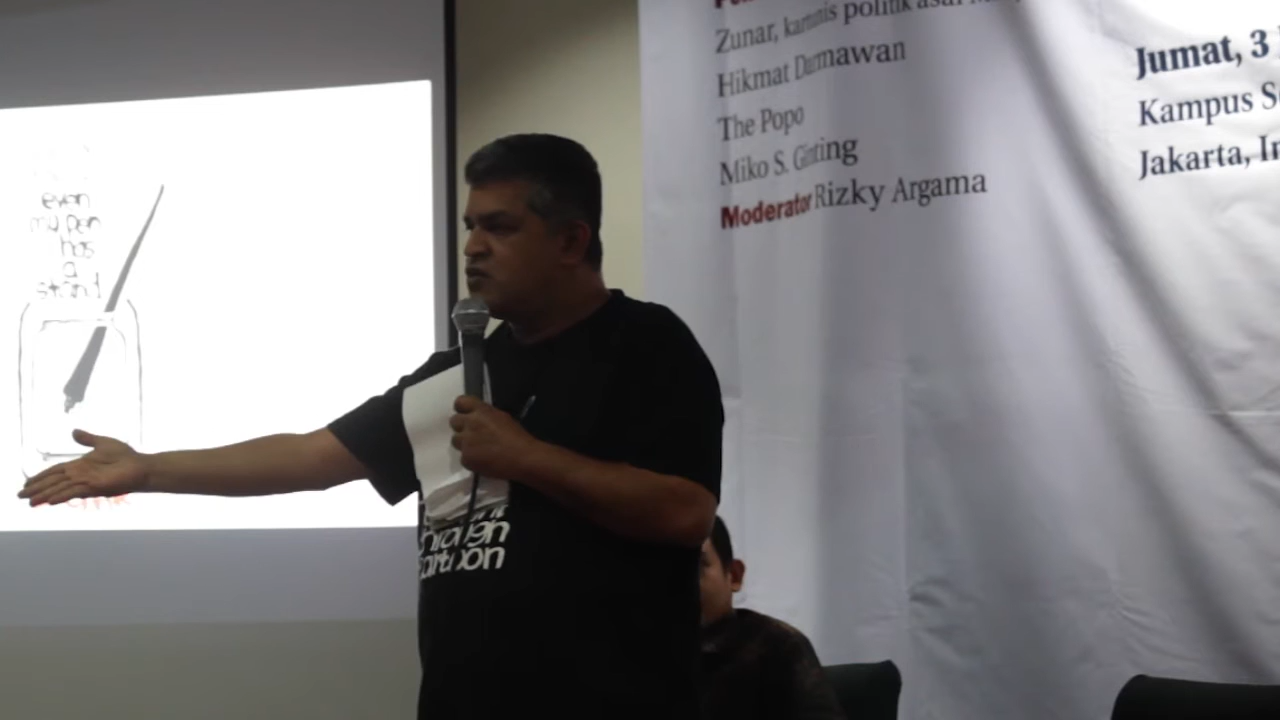 even
my pen
has
a
stand
through
cartoon
Zunar, kartunis politik asal
Hikmat Darmawan
The Popo
Miko S. Ginting
Moderator Rizky Argama
Jumat, 3
Kampus
Jakarta,